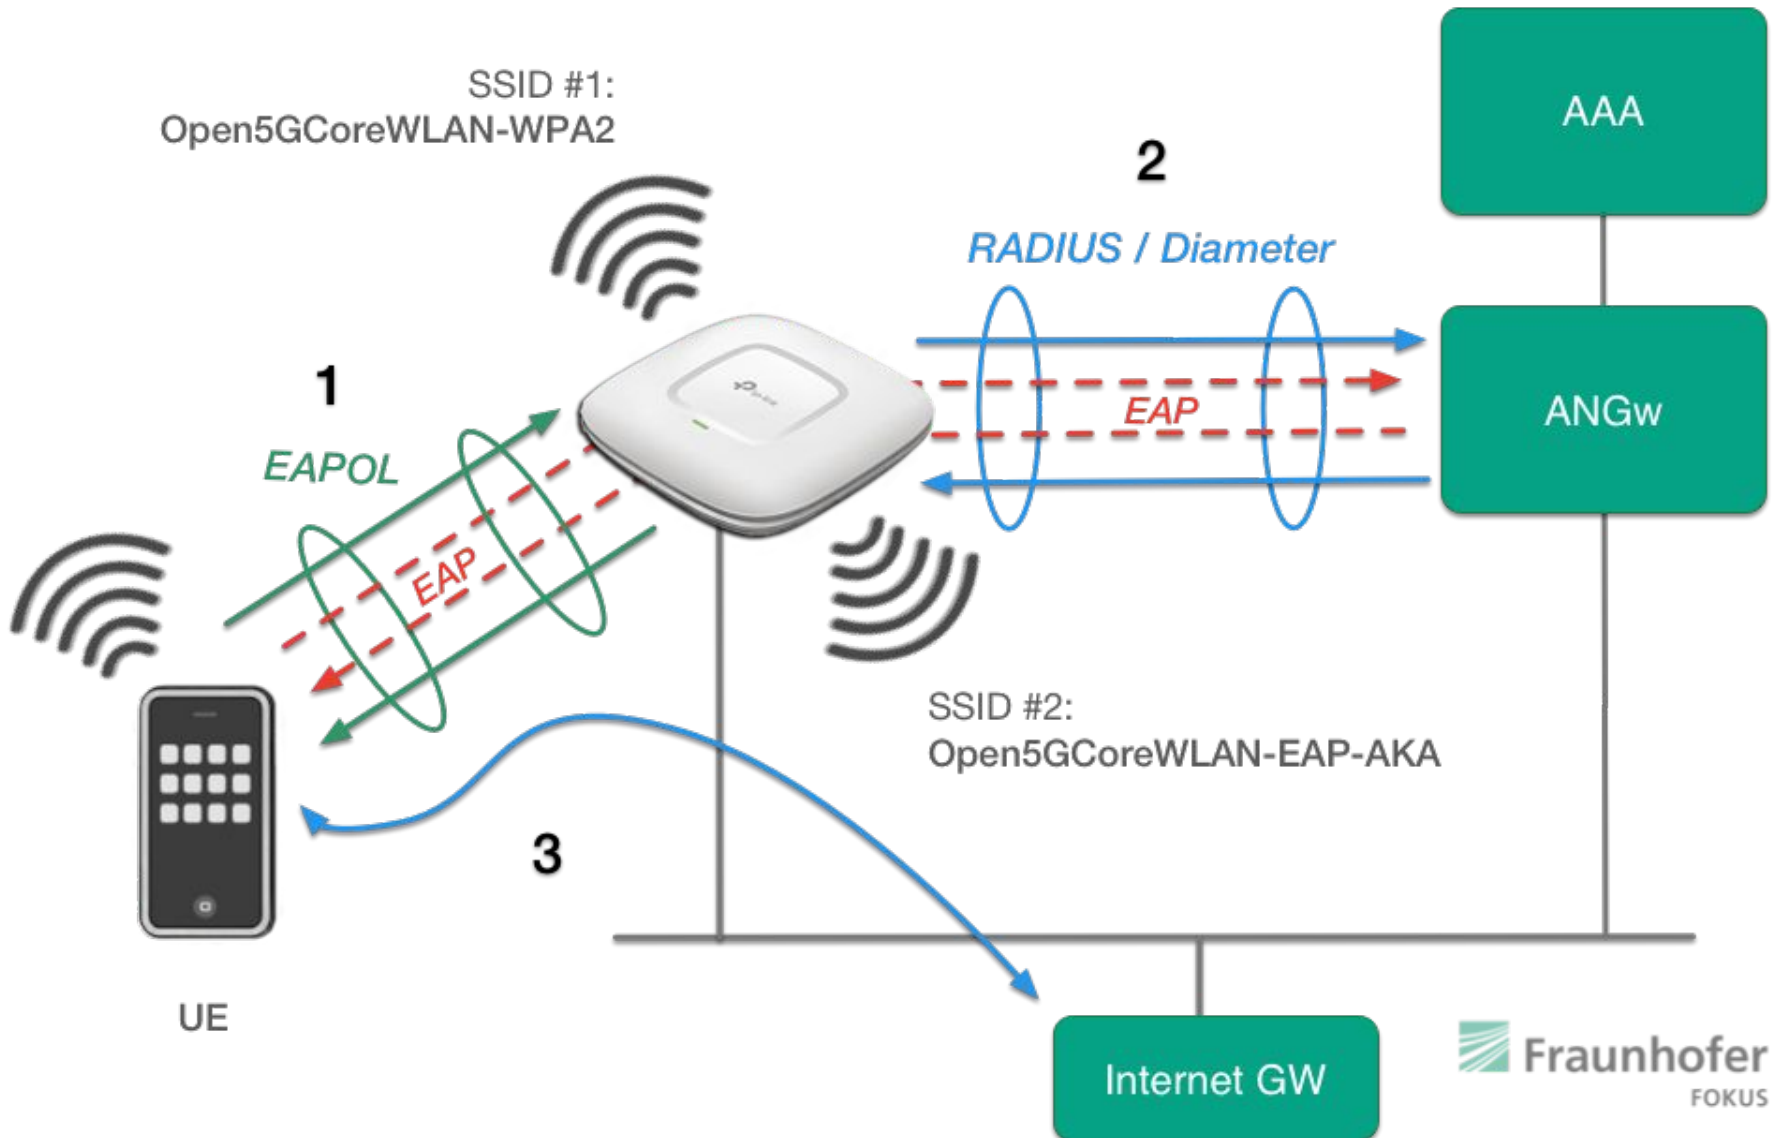 SSID #1:
Open5GCoreWLAN-WPA2
AAA
2
RADIUS / Diameter
1
EAP
ANGw
EAPOL
EAP
SSID #2:
Open5GCoreWLAN-EAP-AKA
3
UE
Internet GW
Fraunhofer
FOKUS